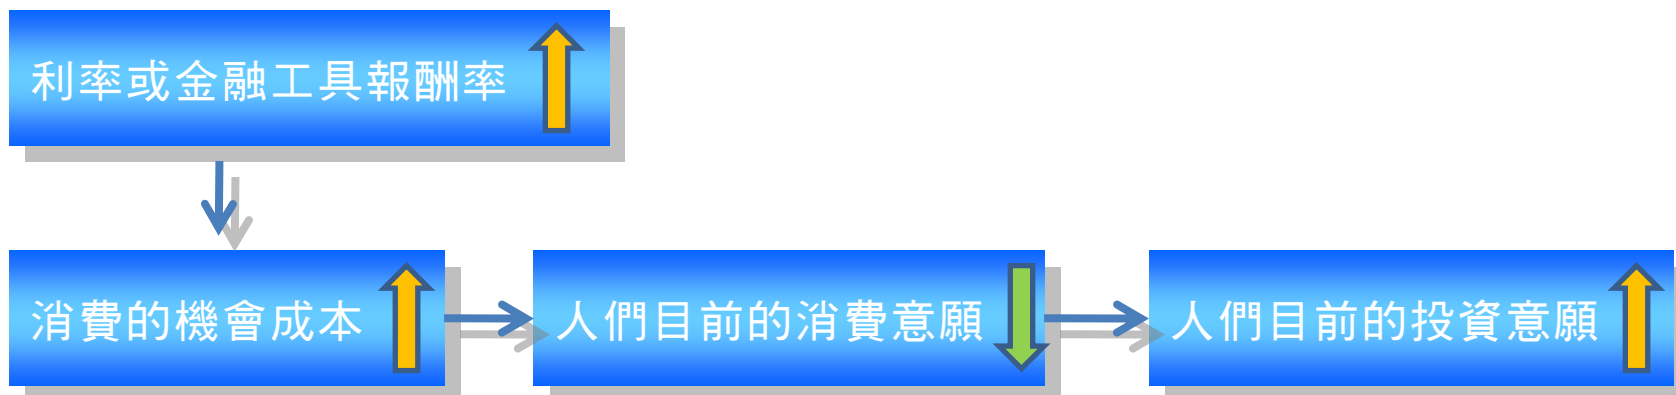 利率或金融工具報酬率
消費的機會成本
人們目前的消費意願
人們目前的投資意願